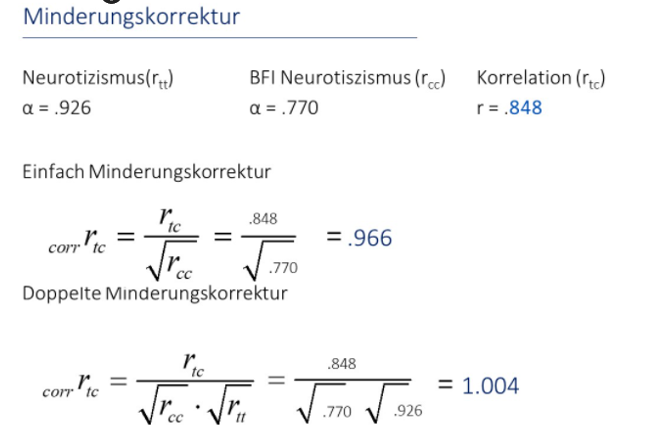 Minderungskorrektur
Neurotizismus(rtt) BFI Neurotiszismus (rcc) Korrelation (rtc)
α = .926 α = .770 r = .848
Einfach Minderungskorrektur
corr rtc = rtc / √rcc = .848 / √.770 = .966
Doppelte Minderungskorrektur
corr rtc = rtc / √rcc · √rtt = .848 / √.770 √.926 = 1.004